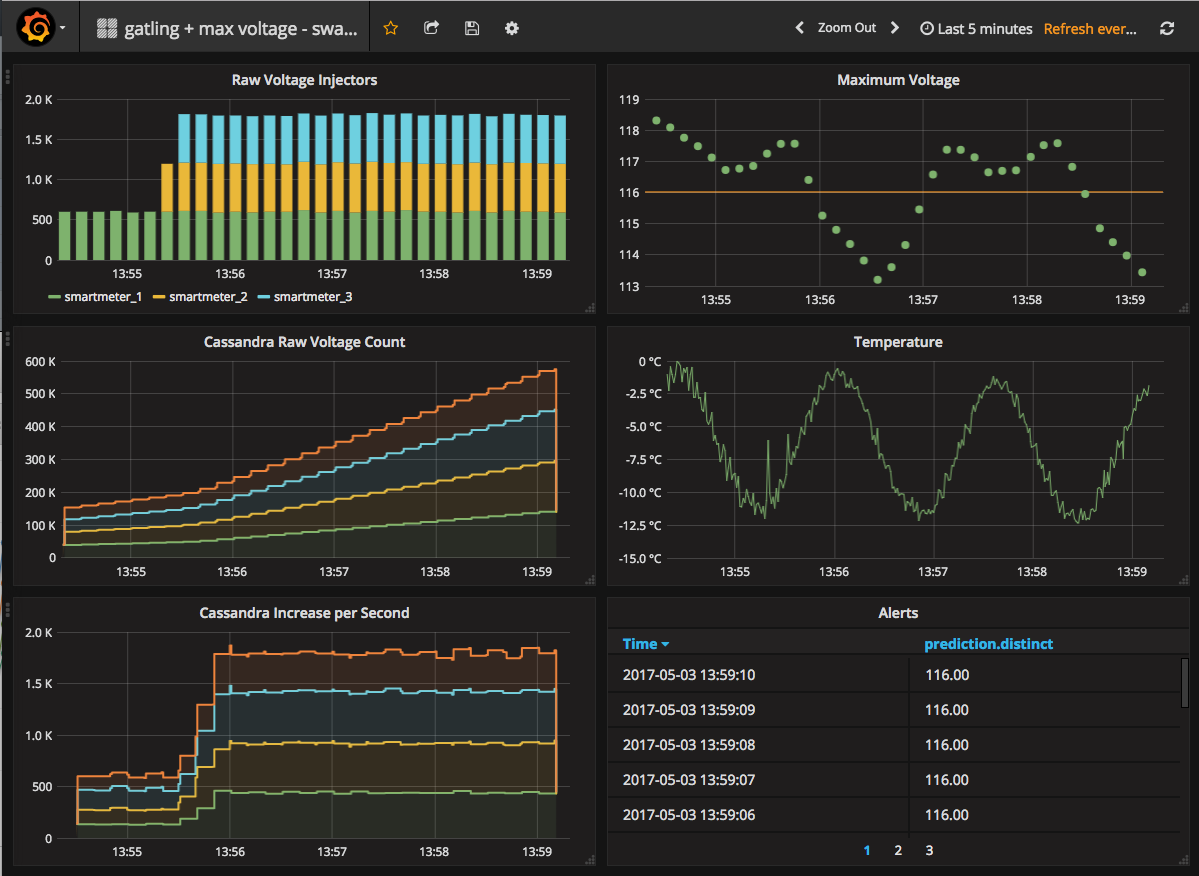 gatling + max voltage - swa...
Zoom Out
Last 5 minutes
Refresh ever...
Raw Voltage Injectors
2.0 K
1.5 K
1.0 K
500
0
13:55 13:56 13:57 13:58 13:59
smartmeter_1 smartmeter_2 smartmeter_3
Maximum Voltage
119
118
117
116
115
114
113
13:55 13:56 13:57 13:58 13:59
Cassandra Raw Voltage Count
600 K
500 K
400 K
300 K
200 K
100 K
0
13:55 13:56 13:57 13:58 13:59
Temperature
0 °C
-2.5 °C
-5.0 °C
-7.5 °C
-10.0 °C
-12.5 °C
-15.0 °C
13:55 13:56 13:57 13:58 13:59
Cassandra Increase per Second
2.0 K
1.5 K
1.0 K
500
0
13:55 13:56 13:57 13:58 13:59
Alerts
Time prediction.distinct
2017-05-03 13:59:10 116.00
2017-05-03 13:59:09 116.00
2017-05-03 13:59:08 116.00
2017-05-03 13:59:07 116.00
2017-05-03 13:59:06 116.00
1 2 3